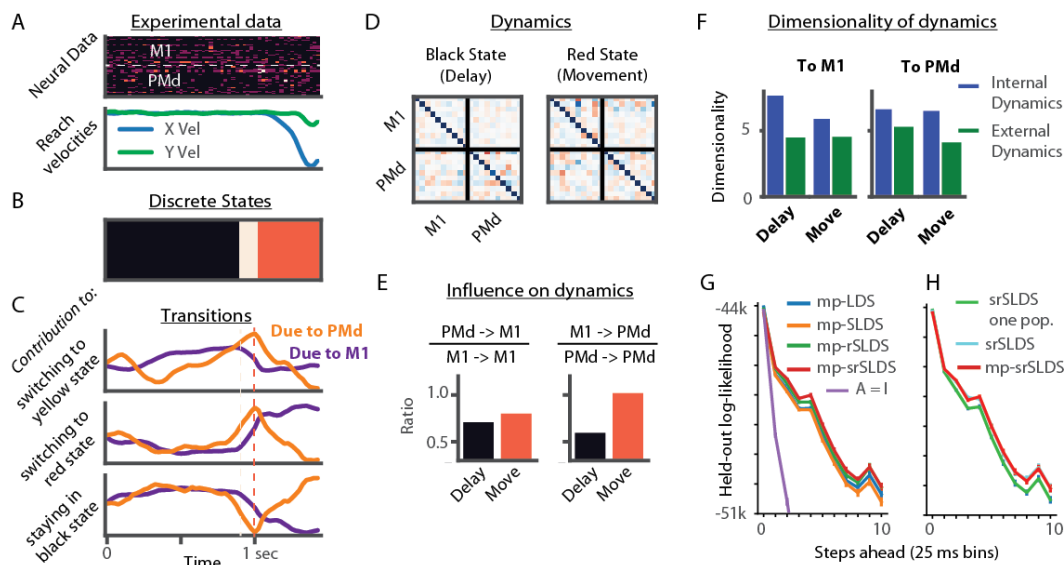 A
Experimental data
Neural Data
M1
PMd
Reach
velocities
X Vel
Y Vel
B
Discrete States
C
Contribution to:
Transitions
Due to PMd
Due to M1
switching to
yellow state
switching to
red state
staying in
black state
0
1 sec
Time
D
Dynamics
Black State
(Delay)
Red State
(Movement)
M1
PMd
M1
PMd
E
Influence on dynamics
PMd -> M1
M1 -> M1
M1 -> PMd
PMd -> PMd
Ratio
1.0
0.5
Delay
Move
Delay
Move
F
Dimensionality of dynamics
To M1
To PMd
Dimensionality
5
0
Internal
Dynamics
External
Dynamics
Delay
Move
Delay
Move
G
Held-out log-likelihood
-44k
-51k
mp-LDS
mp-SLDS
mp-rSLDS
mp-srSLDS
A = I
0
10
H
srSLDS
one pop.
srSLDS
mp-srSLDS
0
10
Steps ahead (25 ms bins)